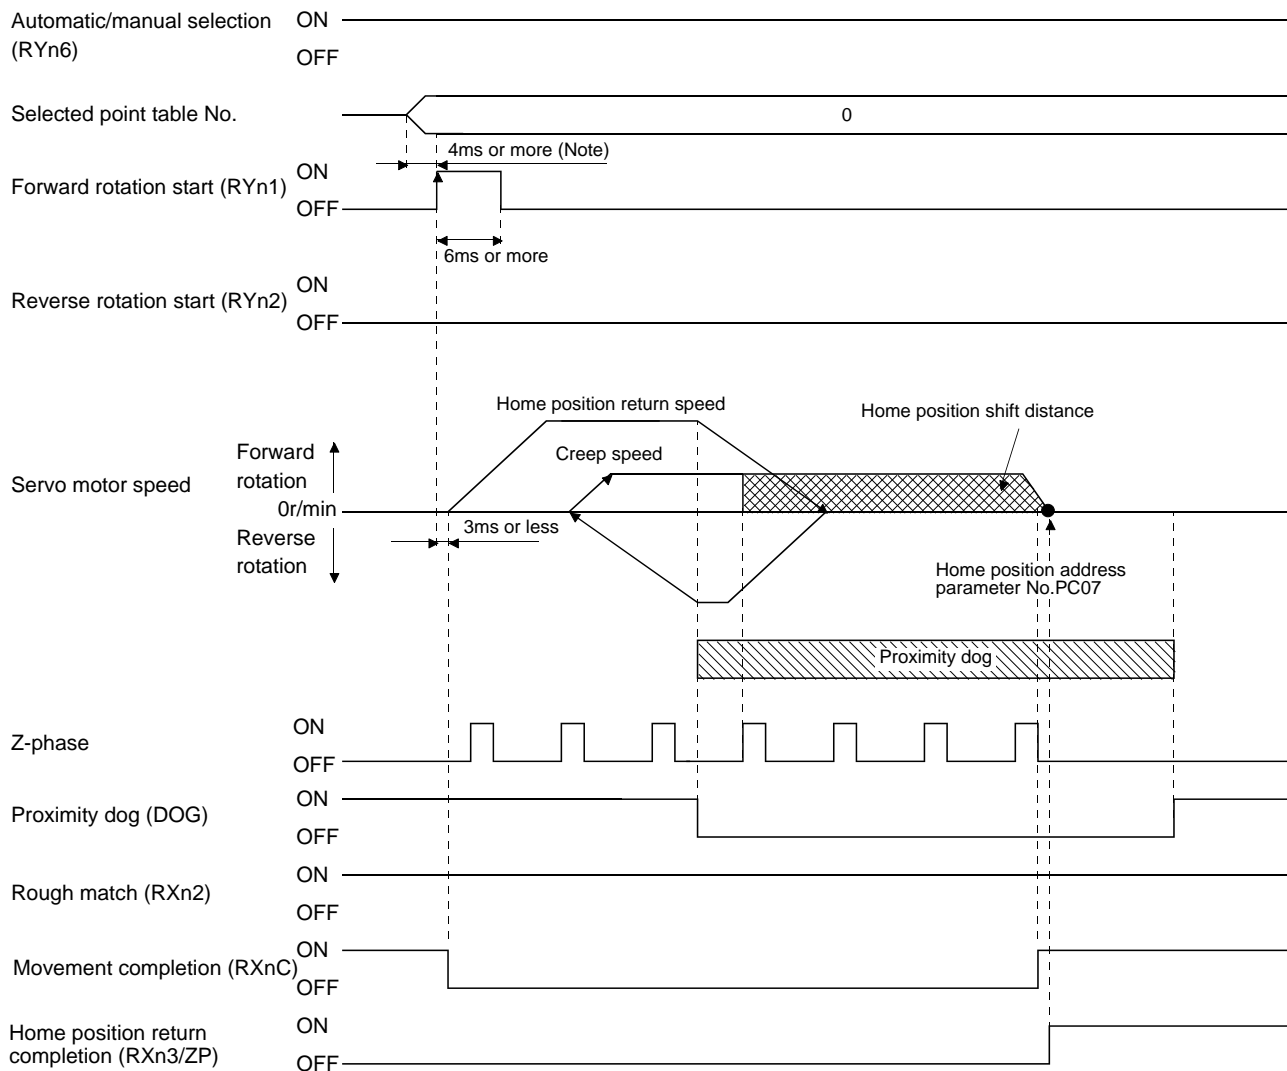 Automatic/manual selection
(RYn6)
ON
OFF
Selected point table No.
0
4ms or more (Note)
Forward rotation start (RYn1)
ON
OFF
6ms or more
Reverse rotation start (RYn2)
ON
OFF
Home position return speed
Home position shift distance
Creep speed
Servo motor speed
Forward
rotation
0r/min
Reverse
rotation
3ms or less
Home position address
parameter No.PC07
Proximity dog
Z-phase
ON
OFF
Proximity dog (DOG)
ON
OFF
Rough match (RXn2)
ON
OFF
Movement completion (RXnC)
ON
OFF
Home position return
completion (RXn3/ZP)
ON
OFF